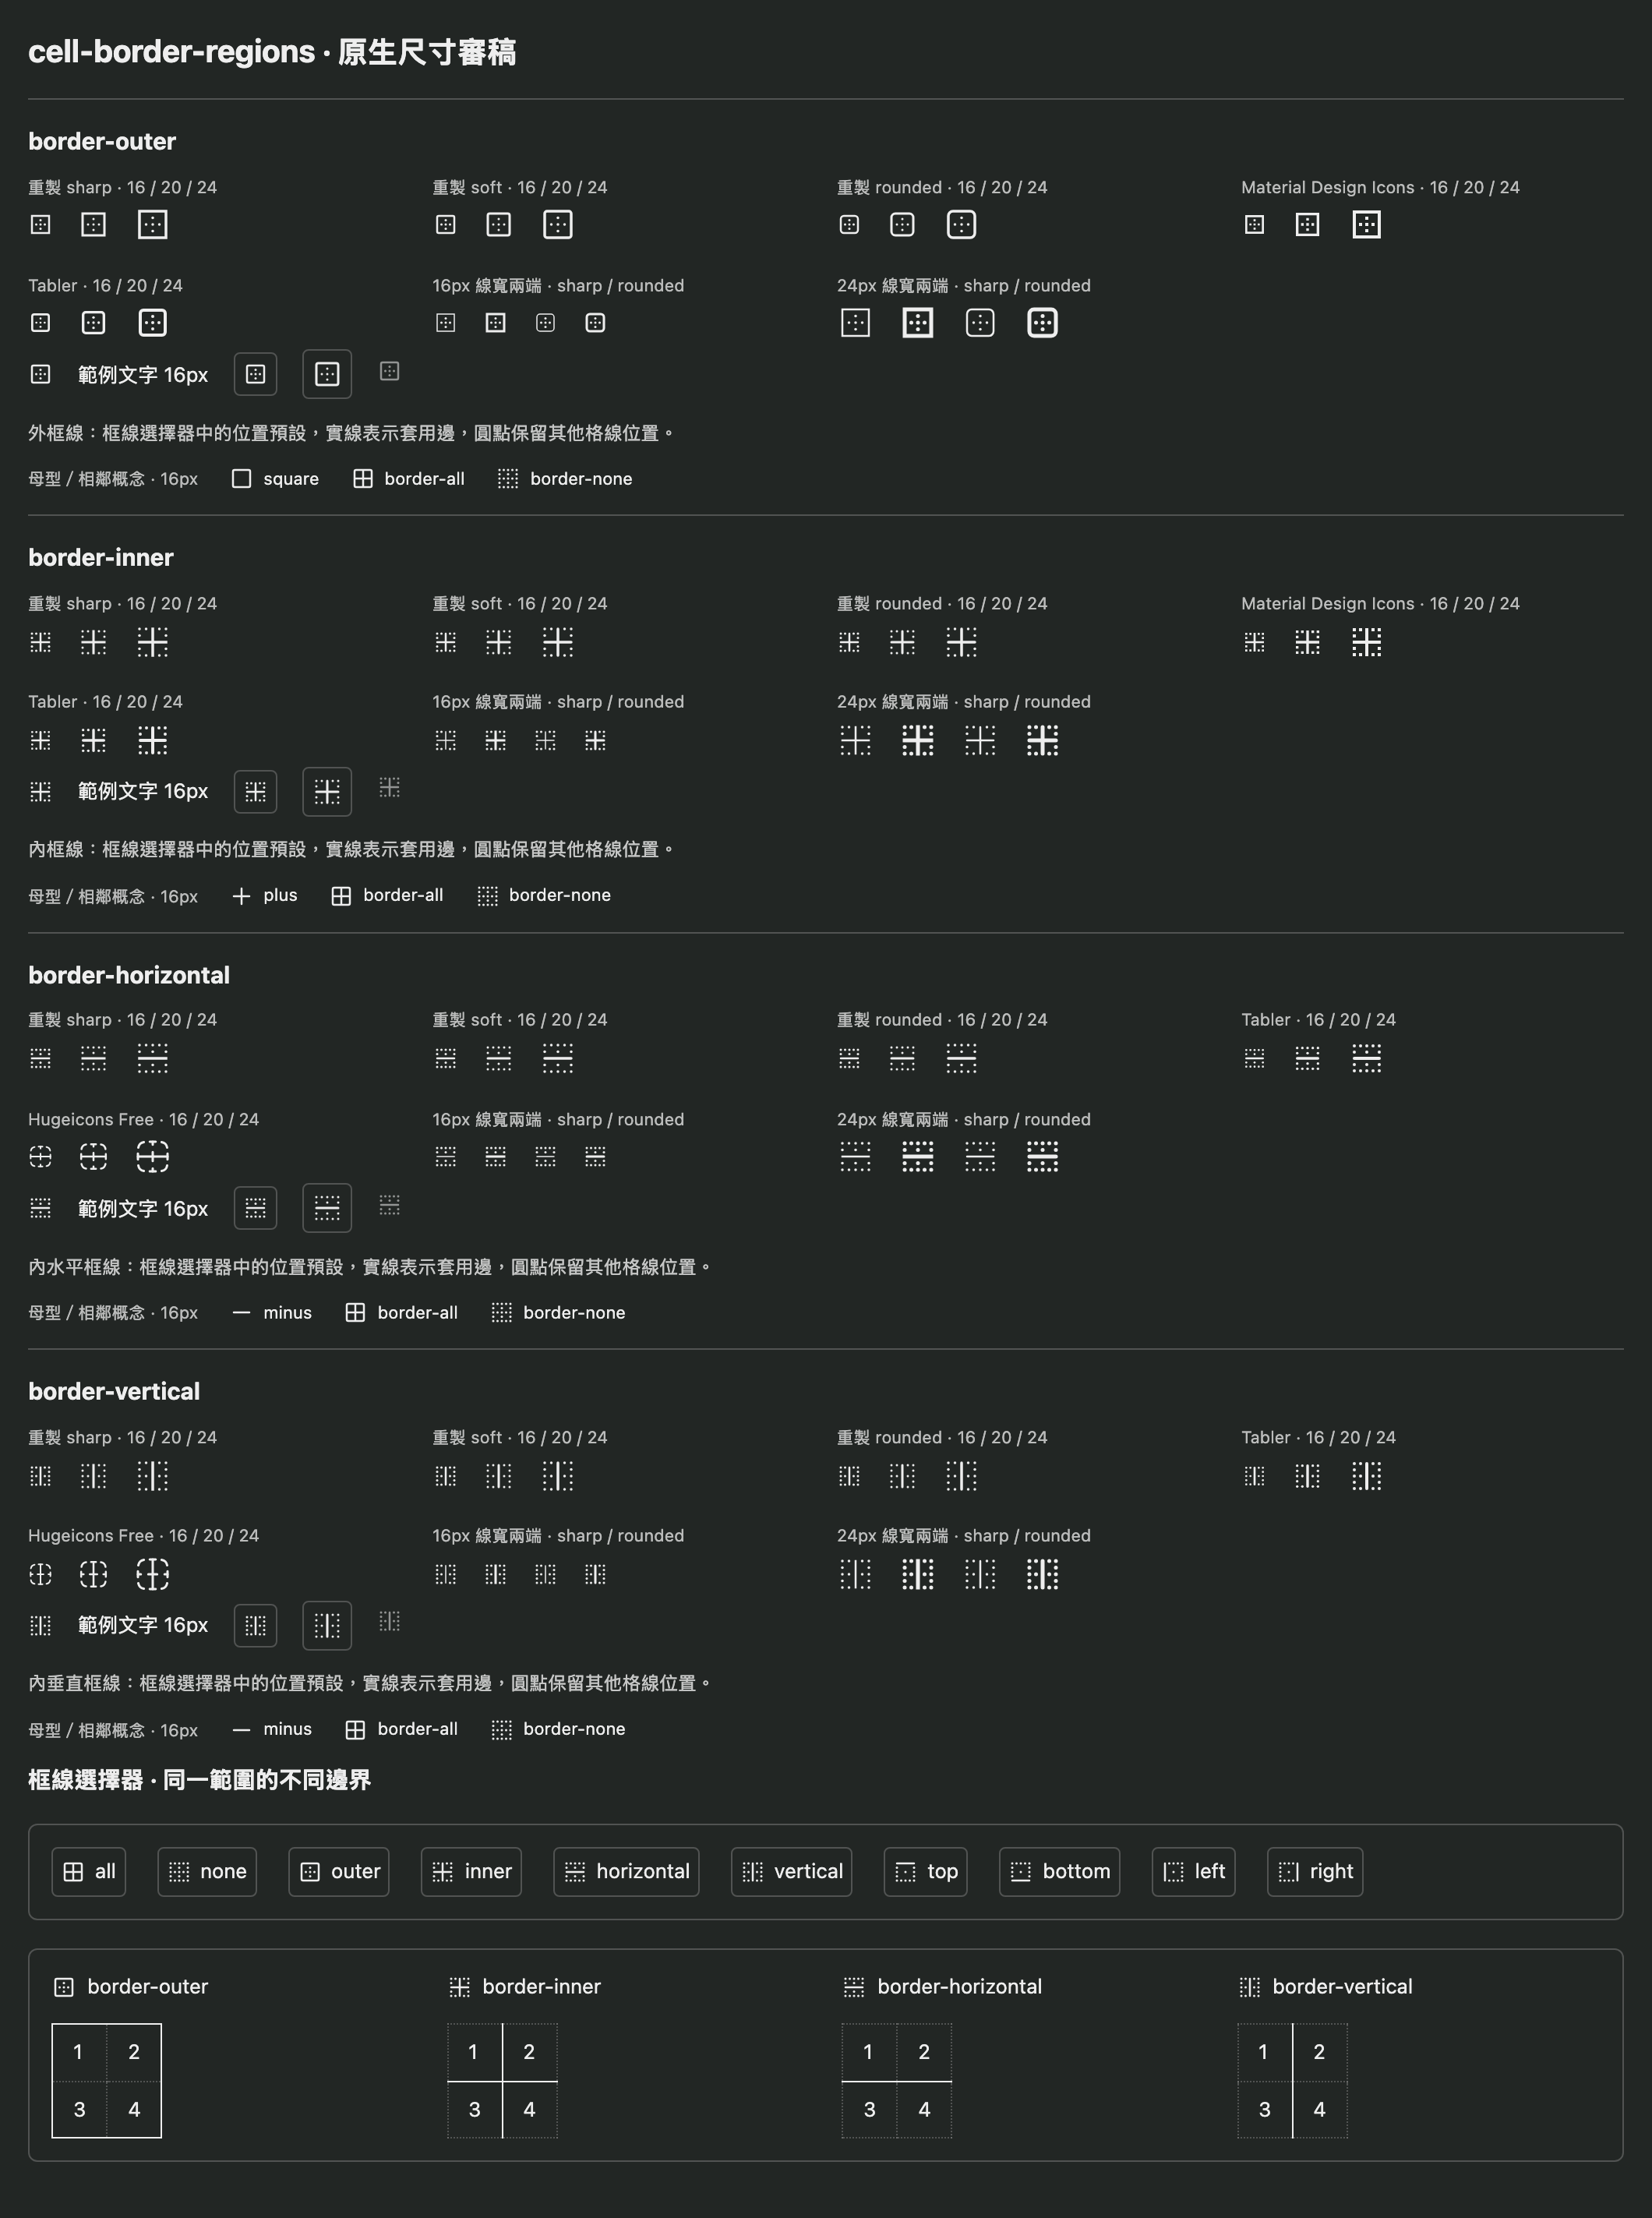 cell-border-regions · 原生尺寸審稿
border-outer
重製 sharp · 16 / 20 / 24
重製 soft · 16 / 20 / 24
重製 rounded · 16 / 20 / 24
Material Design Icons · 16 / 20 / 24
Tabler · 16 / 20 / 24
16px 線寬兩端 · sharp / rounded
24px 線寬兩端 · sharp / rounded
範例文字 16px
外框線：框線選擇器中的位置預設，實線表示套用邊，圓點保留其他格線位置。
母型 / 相鄰概念 · 16px square border-all border-none
border-inner
重製 sharp · 16 / 20 / 24
重製 soft · 16 / 20 / 24
重製 rounded · 16 / 20 / 24
Material Design Icons · 16 / 20 / 24
Tabler · 16 / 20 / 24
16px 線寬兩端 · sharp / rounded
24px 線寬兩端 · sharp / rounded
範例文字 16px
內框線：框線選擇器中的位置預設，實線表示套用邊，圓點保留其他格線位置。
母型 / 相鄰概念 · 16px plus border-all border-none
border-horizontal
重製 sharp · 16 / 20 / 24
重製 soft · 16 / 20 / 24
重製 rounded · 16 / 20 / 24
Tabler · 16 / 20 / 24
Hugeicons Free · 16 / 20 / 24
16px 線寬兩端 · sharp / rounded
24px 線寬兩端 · sharp / rounded
範例文字 16px
內水平框線：框線選擇器中的位置預設，實線表示套用邊，圓點保留其他格線位置。
母型 / 相鄰概念 · 16px minus border-all border-none
border-vertical
重製 sharp · 16 / 20 / 24
重製 soft · 16 / 20 / 24
重製 rounded · 16 / 20 / 24
Tabler · 16 / 20 / 24
Hugeicons Free · 16 / 20 / 24
16px 線寬兩端 · sharp / rounded
24px 線寬兩端 · sharp / rounded
範例文字 16px
內垂直框線：框線選擇器中的位置預設，實線表示套用邊，圓點保留其他格線位置。
母型 / 相鄰概念 · 16px minus border-all border-none
框線選擇器 · 同一範圍的不同邊界
all none outer inner horizontal vertical top bottom left right
border-outer
1 2
3 4
border-inner
1 2
3 4
border-horizontal
1 2
3 4
border-vertical
1 2
3 4